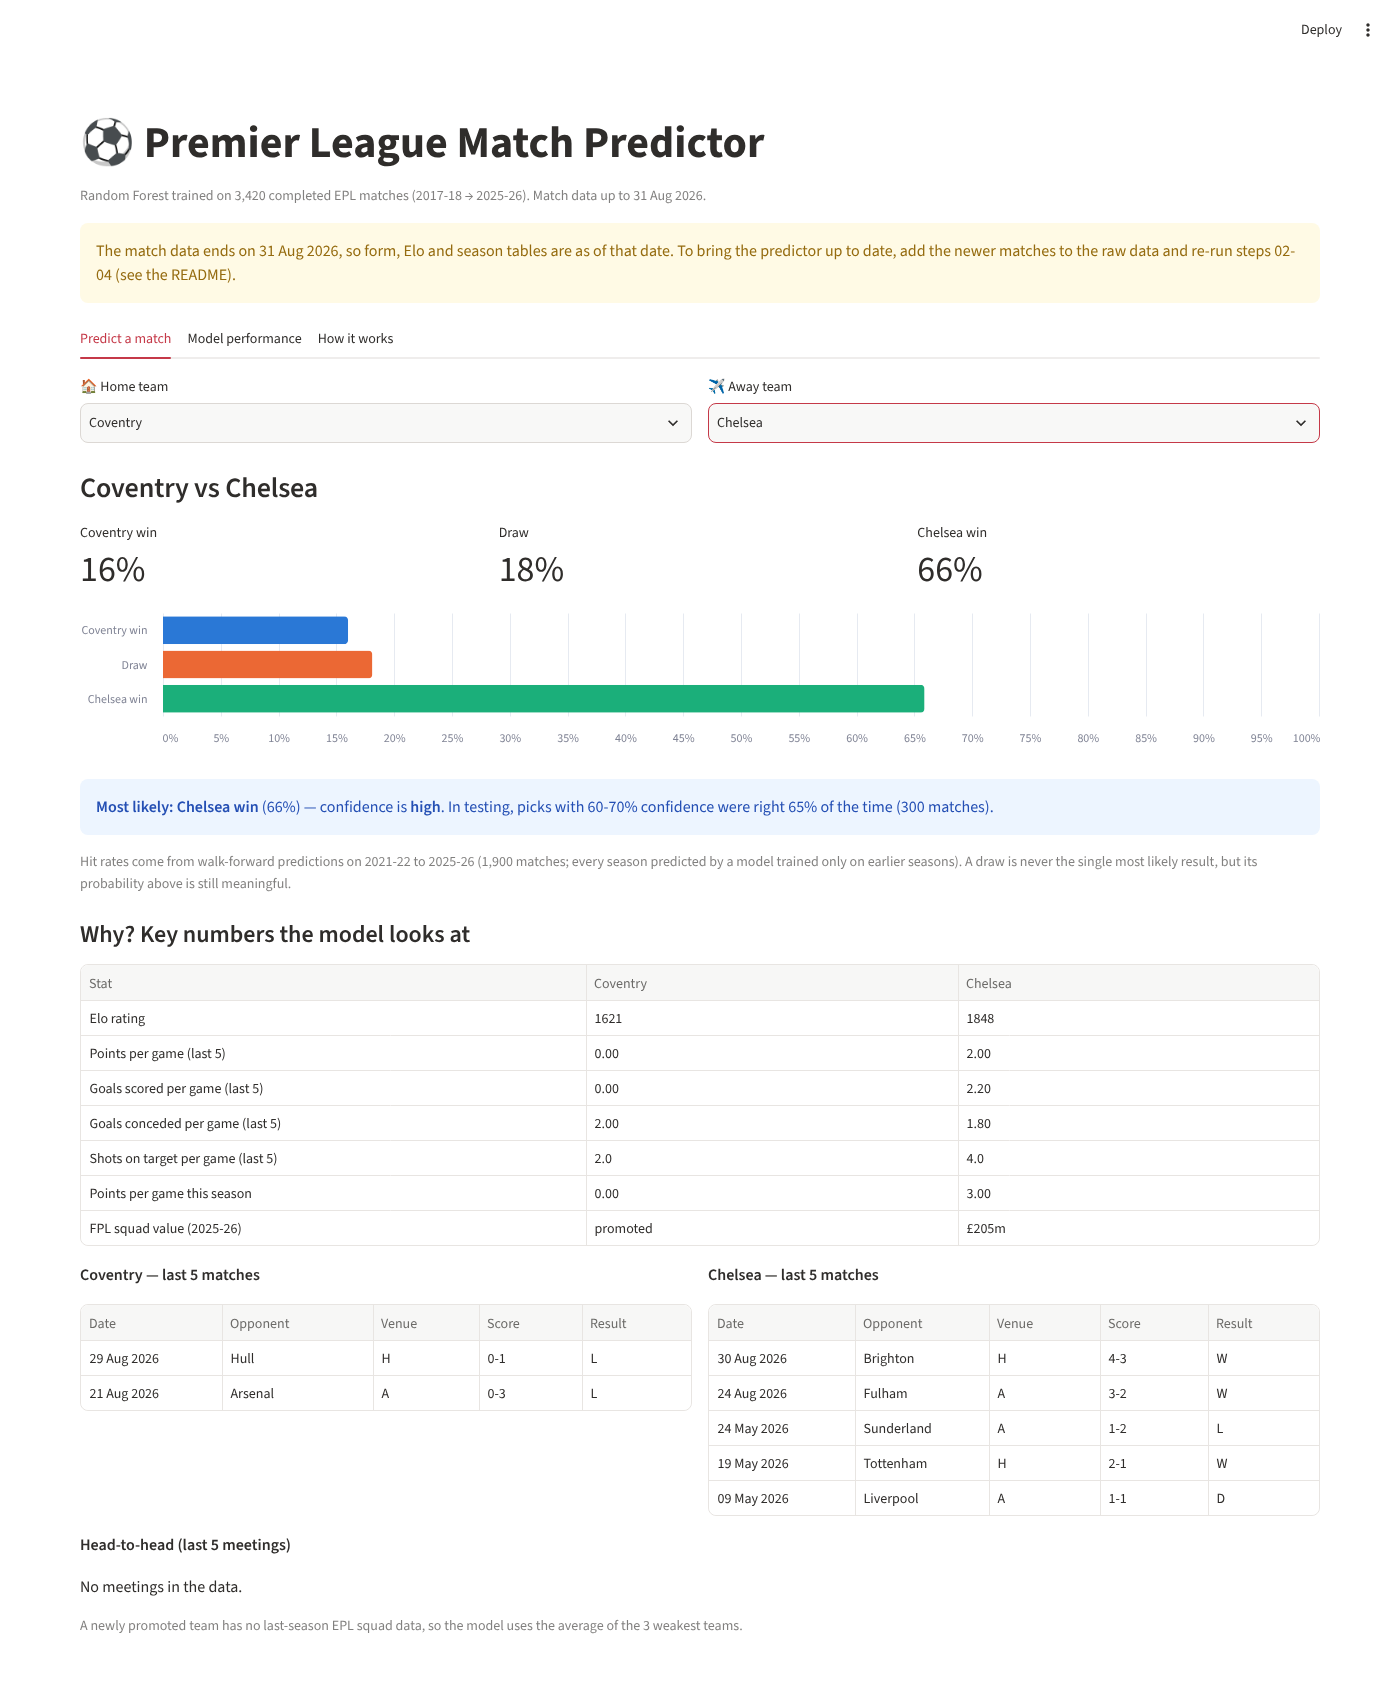 Deploy
Premier League Match Predictor
Random Forest trained on 3,420 completed EPL matches (2017-18 → 2025-26). Match data up to 31 Aug 2026.
The match data ends on 31 Aug 2026, so form, Elo and season tables are as of that date. To bring the predictor up to date, add the newer matches to the raw data and re-run steps 02-
04 (see the README).
Predict a match Model performance How it works
Home team Away team
Coventry Chelsea
Coventry vs Chelsea
Coventry win Draw Chelsea win
16% 18% 66%
Coventry win
Draw
Chelsea win
0% 5% 10% 15% 20% 25% 30% 35% 40% 45% 50% 55% 60% 65% 70% 75% 80% 85% 90% 95% 100%
Most likely: Chelsea win (66%) — confidence is high. In testing, picks with 60-70% confidence were right 65% of the time (300 matches).
Hit rates come from walk-forward predictions on 2021-22 to 2025-26 (1,900 matches; every season predicted by a model trained only on earlier seasons). A draw is never the single most likely result, but its
probability above is still meaningful.
Why? Key numbers the model looks at
Stat Coventry Chelsea
Elo rating 1621 1848
Points per game (last 5) 0.00 2.00
Goals scored per game (last 5) 0.00 2.20
Goals conceded per game (last 5) 2.00 1.80
Shots on target per game (last 5) 2.0 4.0
Points per game this season 0.00 3.00
FPL squad value (2025-26) promoted £205m
Coventry — last 5 matches
Date Opponent Venue Score Result
29 Aug 2026 Hull H 0-1 L
21 Aug 2026 Arsenal A 0-3 L
Chelsea — last 5 matches
Date Opponent Venue Score Result
30 Aug 2026 Brighton H 4-3 W
24 Aug 2026 Fulham A 3-2 W
24 May 2026 Sunderland A 1-2 L
19 May 2026 Tottenham H 2-1 W
09 May 2026 Liverpool A 1-1 D
Head-to-head (last 5 meetings)
No meetings in the data.
A newly promoted team has no last-season EPL squad data, so the model uses the average of the 3 weakest teams.